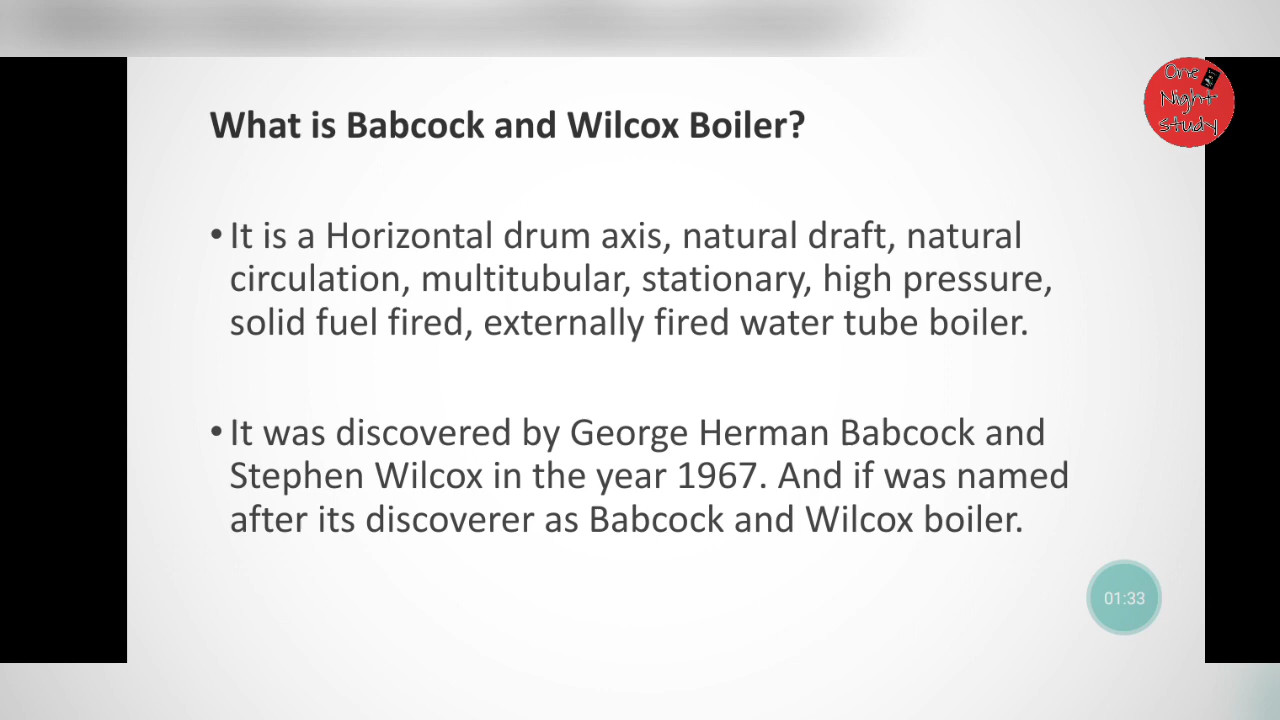 One
Night
Study
What is Babcock and Wilcox Boiler?
• It is a Horizontal drum axis, natural draft, natural
circulation, multitubular, stationary, high pressure,
solid fuel fired, externally fired water tube boiler.
• It was discovered by George Herman Babcock and
Stephen Wilcox in the year 1967. And if was named
after its discoverer as Babcock and Wilcox boiler.
01:33